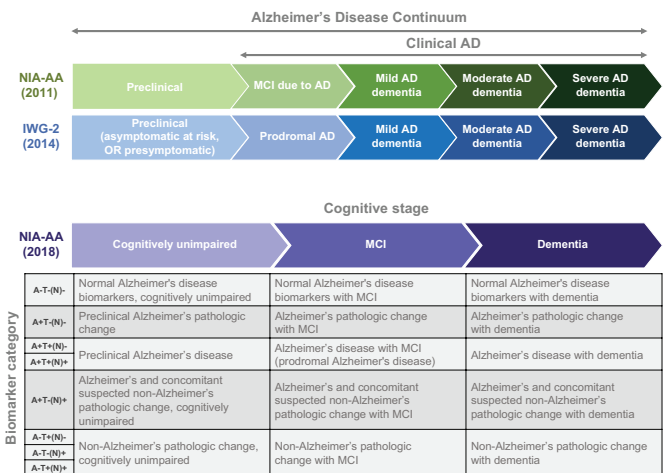 Alzheimer's Disease Continuum
Clinical AD
NIA-AA
(2011)
Preclinical
MCI due to AD
Mild AD
dementia
Moderate AD
dementia
Severe AD
dementia
IWG-2
(2014)
Preclinical
(asymptomatic at risk,
OR presymptomatic)
Prodromal AD
Mild AD
dementia
Moderate AD
dementia
Severe AD
dementia
Cognitive stage
NIA-AA
(2018)
Cognitively unimpaired
MCI
Dementia
Biomarker category
A-T-(N)-
Normal Alzheimer's disease
biomarkers, cognitively unimpaired
Normal Alzheimer's disease
biomarkers with MCI
Normal Alzheimer's disease
biomarkers with dementia
A+T-(N)-
Preclinical Alzheimer's pathologic
change
Alzheimer's pathologic change
with MCI
Alzheimer's pathologic change
with dementia
A+T+(N)-
A+T+(N)+
Preclinical Alzheimer's disease
Alzheimer's disease with MCI
(prodromal Alzheimer's disease)
Alzheimer's disease with dementia
A+T-(N)+
Alzheimer's and concomitant
suspected non-Alzheimer's
pathologic change, cognitively
unimpaired
Alzheimer's and concomitant
suspected non-Alzheimer's
pathologic change with MCI
Alzheimer's and concomitant
suspected non-Alzheimer's
pathologic change with dementia
A-T+(N)-
A-T-(N)+
A-T+(N)+
Non-Alzheimer's pathologic change,
cognitively unimpaired
Non-Alzheimer's pathologic
change with MCI
Non-Alzheimer's pathologic change
with dementia